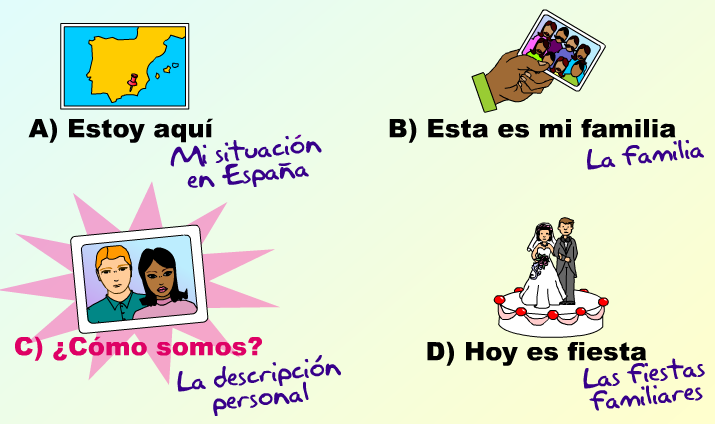 A) Estoy aquí
Mi situación
en España
B) Esta es mi familia
La familia
C) ¿Cómo somos?
La descripción
personal
D) Hoy es fiesta
Las fiestas
familiares